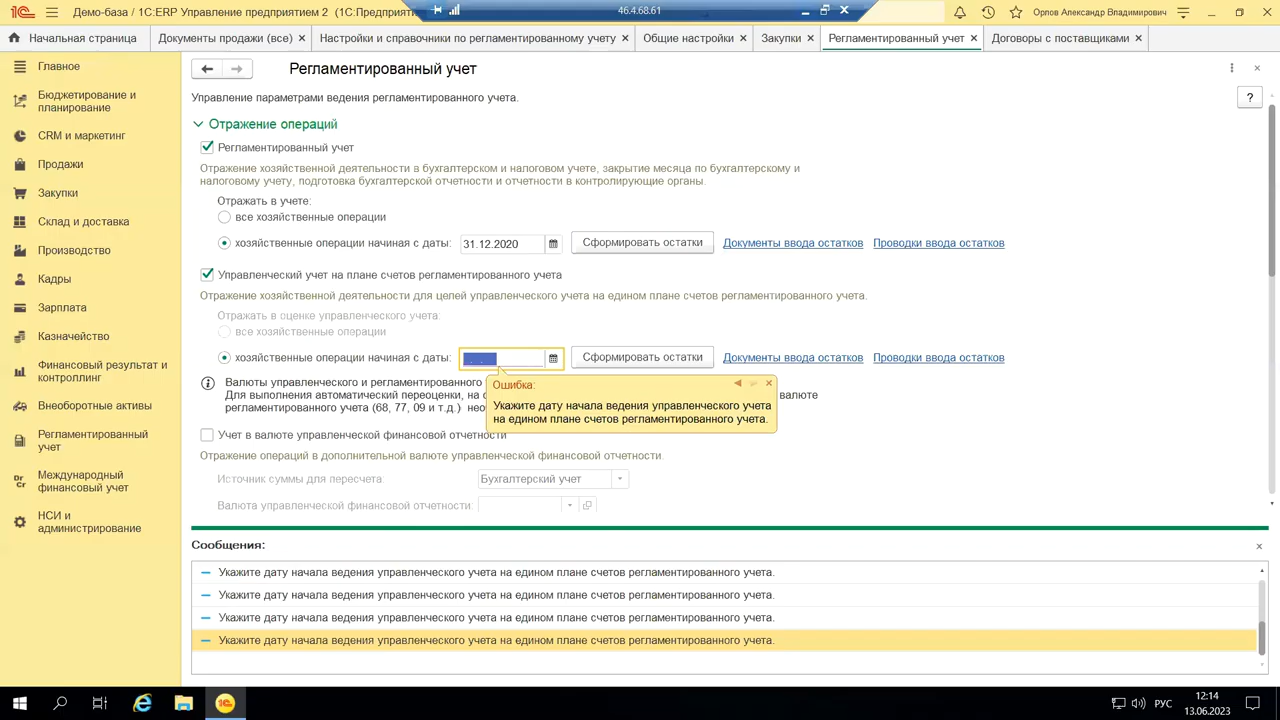 Демо-база / 1С:ERP Управление предприятием 2 (1С:Предприяти
46.4.68.61
Орлов Александр Владимирович
Начальная страница
Документы продажи (все) ×
Настройки и справочники по регламентированному учету ×
Общие настройки ×
Закупки ×
Регламентированный учет ×
Договоры с поставщиками ×
Главное
Бюджетирование и
планирование
CRM и маркетинг
Продажи
Закупки
Склад и доставка
Производство
Кадры
Зарплата
Казначейство
Финансовый результат и
контроллинг
Внеоборотные активы
Регламентированный
учет
Международный
финансовый учет
НСИ и
администрирование
Регламентированный учет
Управление параметрами ведения регламентированного учета.
?
Отражение операций
Регламентированный учет
Отражение хозяйственной деятельности в бухгалтерском и налоговом учете, закрытие месяца по бухгалтерскому и
налоговому учету, подготовка бухгалтерской отчетности и отчетности в контролирующие органы.
Отражать в учете:
все хозяйственные операции
хозяйственные операции начиная с даты: 31.12.2020 Сформировать остатки Документы ввода остатков Проводки ввода остатков
Управленческий учет на плане счетов регламентированного учета
Отражение хозяйственной деятельности для целей управленческого учета на едином плане счетов регламентированного учета.
Отражать в оценке управленческого учета:
все хозяйственные операции
хозяйственные операции начиная с даты: . . Сформировать остатки Документы ввода остатков Проводки ввода остатков
Валюты управленческого и регламентированного
Для выполнения автоматический переоценки, на с
валюте
регламентированного учета (68, 77, 09 и т.д.) нео
Ошибка:
Укажите дату начала ведения управленческого учета
на едином плане счетов регламентированного учета.
Учет в валюте управленческой финансовой отчетности
Отражение операций в дополнительной валюте управленческой финансовой отчетности.
Источник суммы для пересчета: Бухгалтерский учет
Валюта управленческой финансовой отчетности:
Сообщения:
Укажите дату начала ведения управленческого учета на едином плане счетов регламентированного учета.
Укажите дату начала ведения управленческого учета на едином плане счетов регламентированного учета.
Укажите дату начала ведения управленческого учета на едином плане счетов регламентированного учета.
Укажите дату начала ведения управленческого учета на едином плане счетов регламентированного учета.
РУС
12:14
13.06.2023